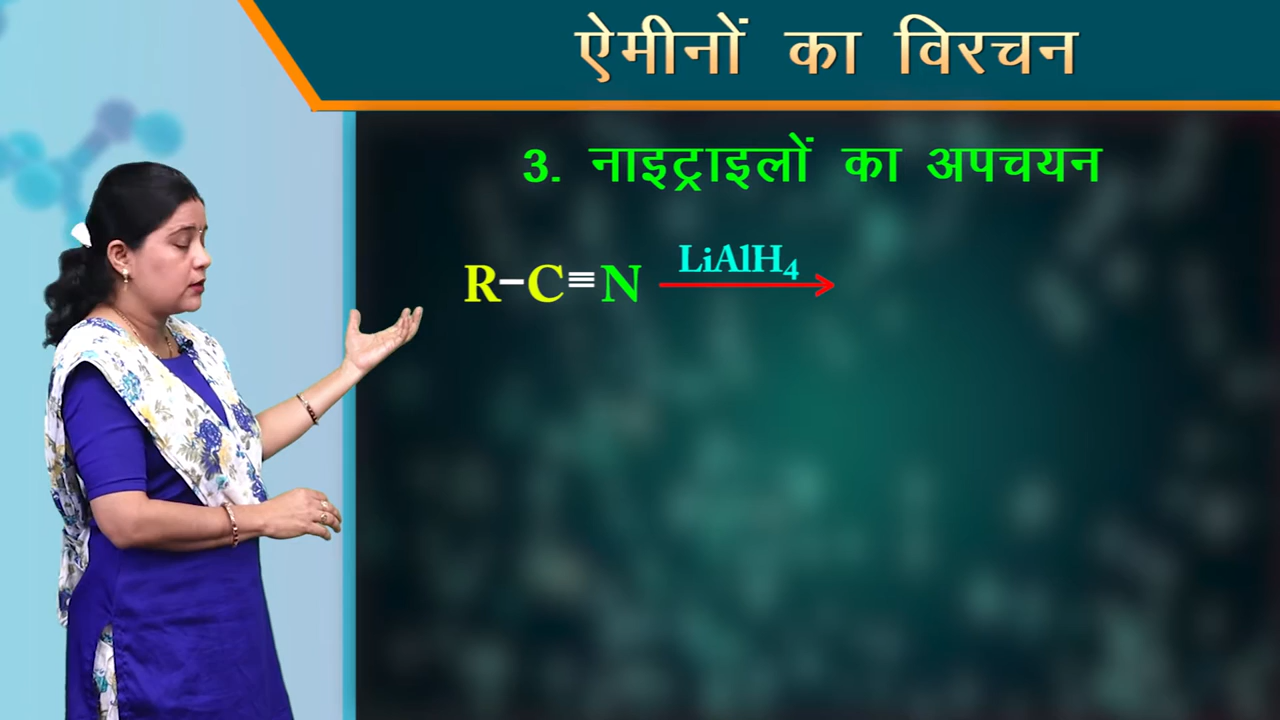 ऐमीनों का विरचन
3. नाइट्राइलों का अपचयन
R-C≡N LiAlH₄ →